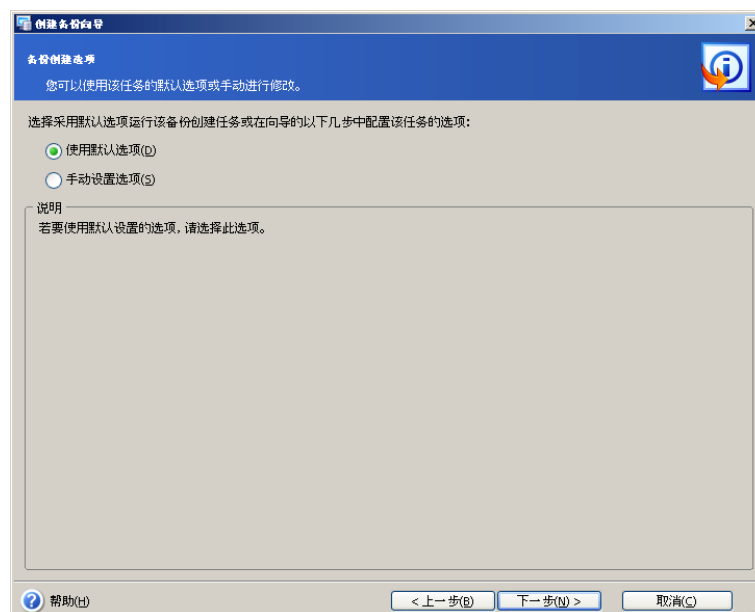 创建备份向导
备份创建选项
您可以使用该任务的默认选项或手动进行修改。
选择采用默认选项运行该备份创建任务或在向导的以下几步中配置该任务的选项:
使用默认选项(D)
手动设置选项(S)
说明
若要使用默认设置的选项,请选择此选项。
帮助(H)
< 上一步(B) 下一步(N) > 取消(C)